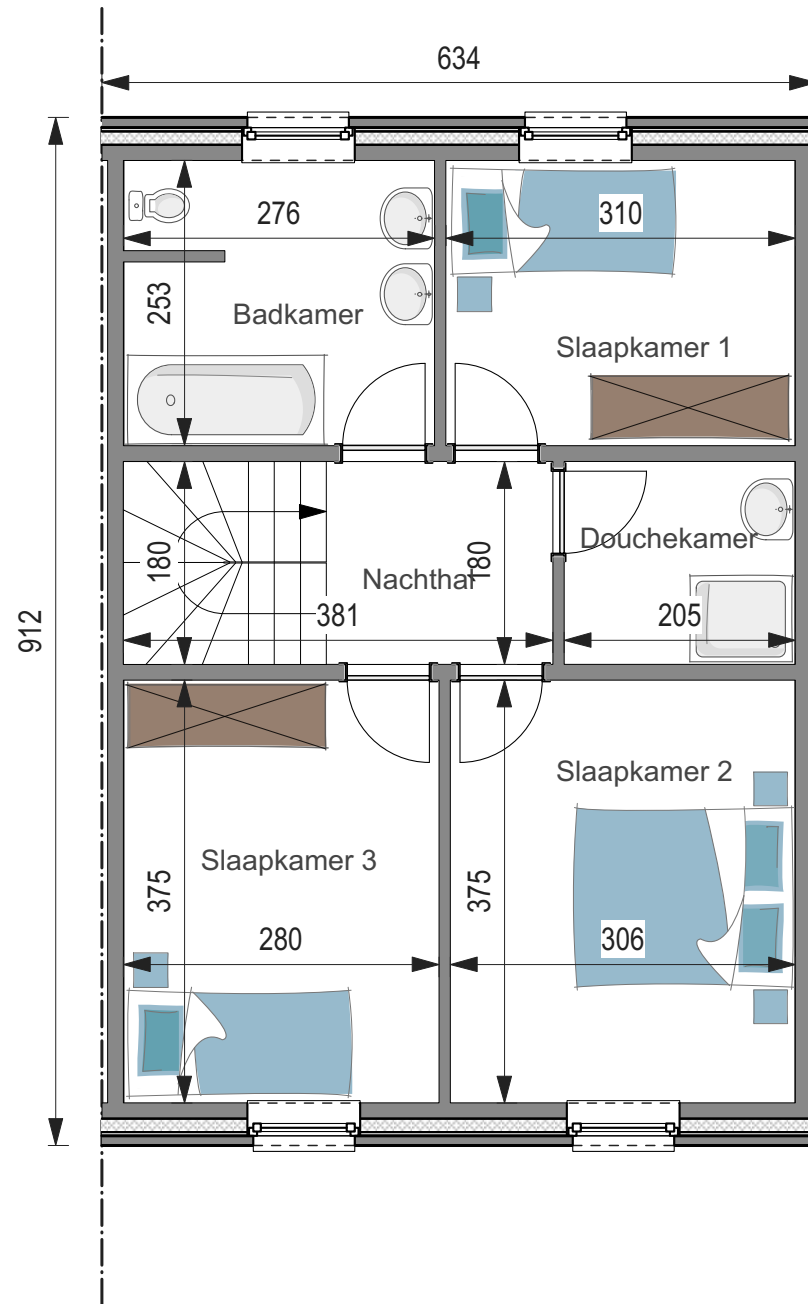 634
912
276
310
253
Badkamer
Slaapkamer 1
180
180
Nachthal
Douchekamer
381
205
Slaapkamer 2
Slaapkamer 3
375
375
280
306